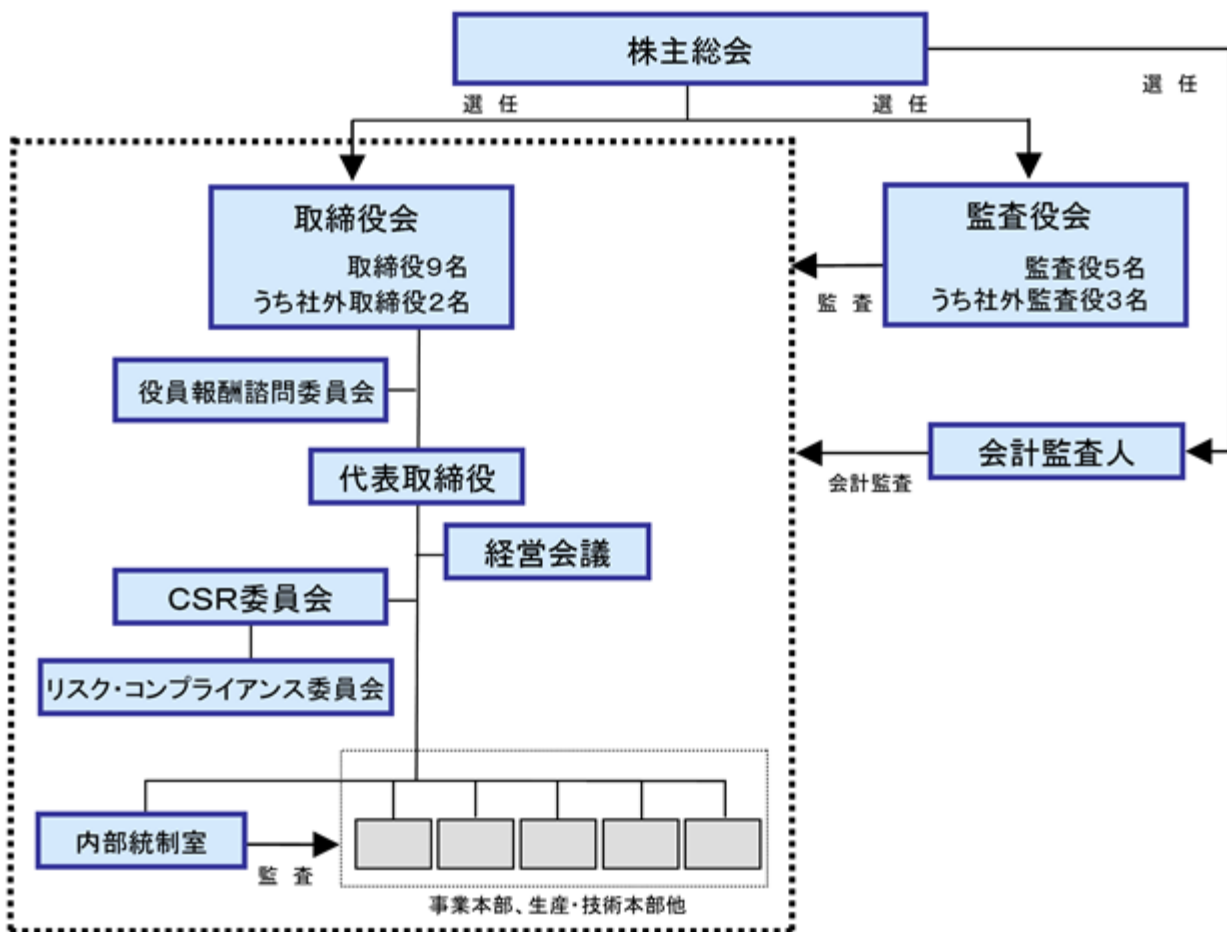 株主総会
選任
選任
選任
取締役会
取締役9名
うち社外取締役2名
監査役会
監査役5名
うち社外監査役3名
監査
役員報酬諮問委員会
会計監査人
会計監査
代表取締役
経営会議
CSR委員会
リスク・コンプライアンス委員会
内部統制室
監査
事業本部、生産・技術本部他